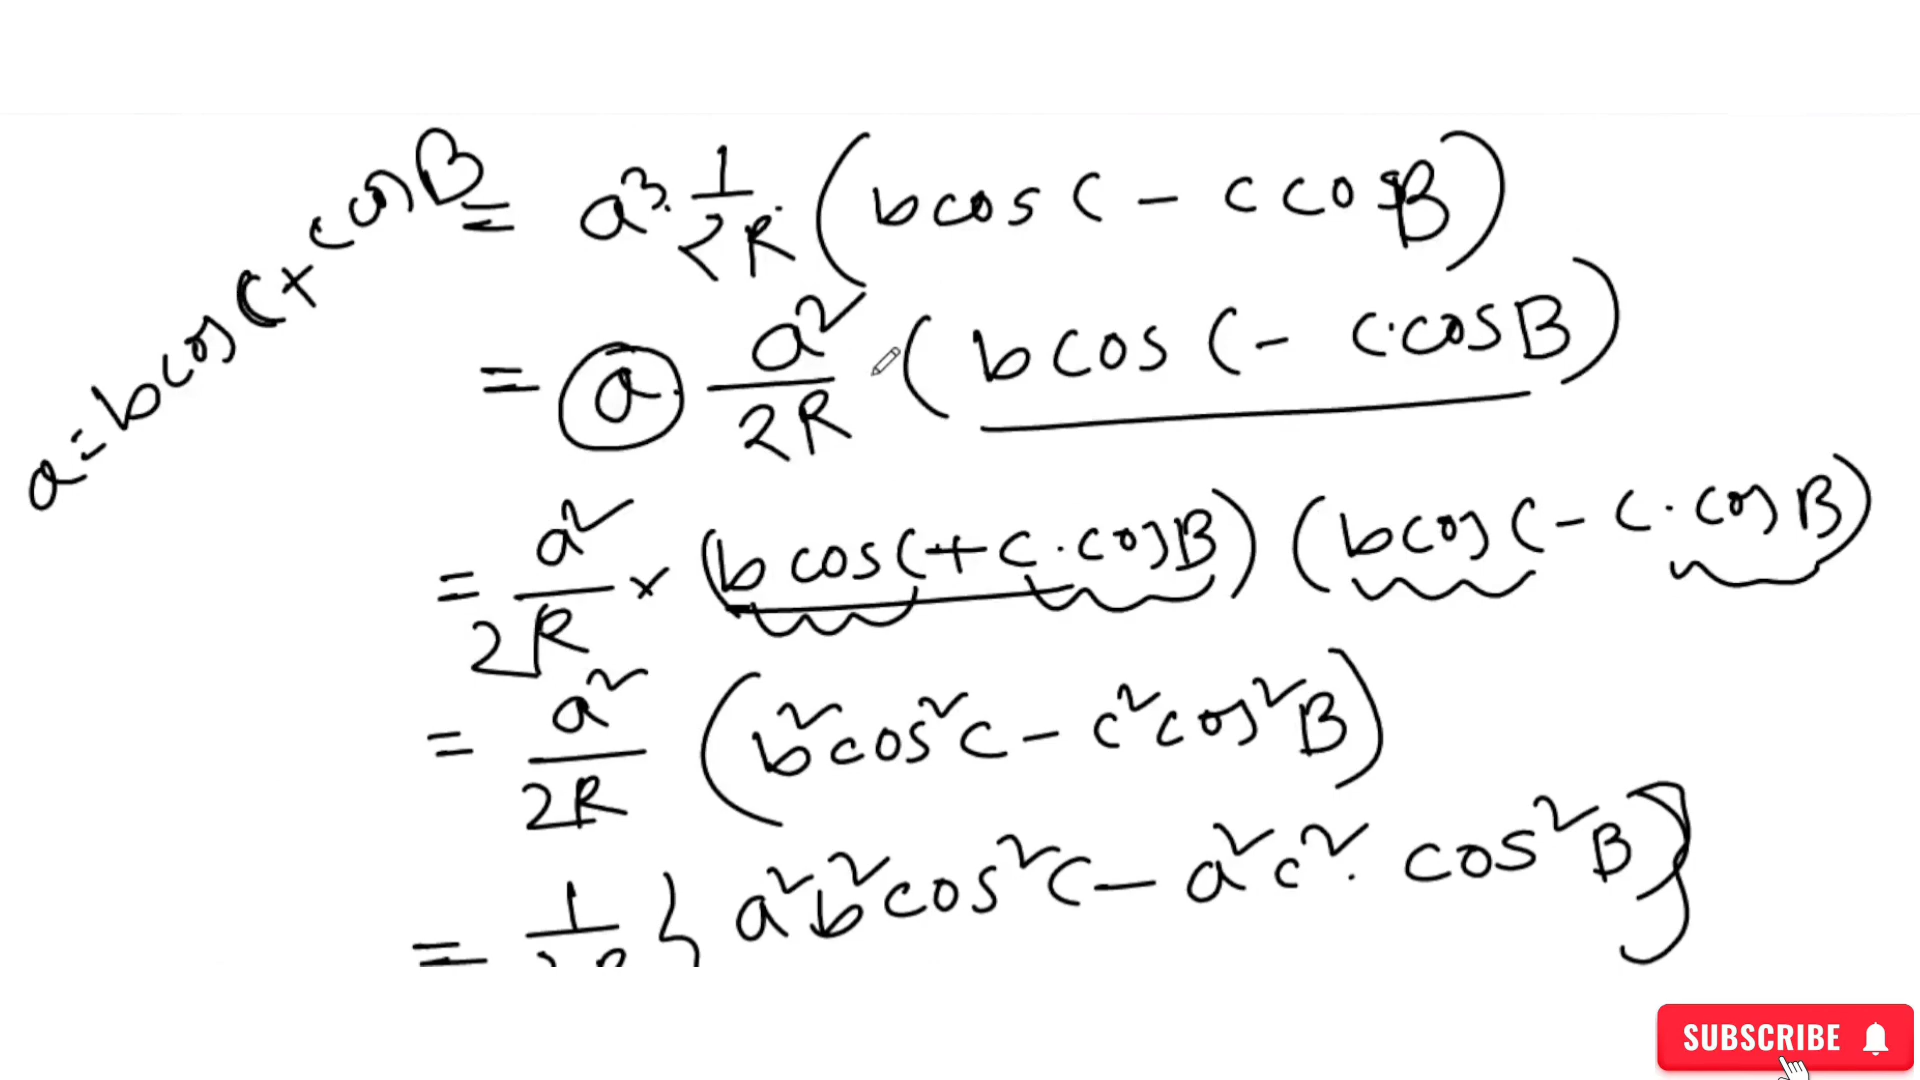 a = b cos C + c cos B
= a³ · 1/2R · (b cos C - c cos B)
= a · a²/2R (b cos C - c · cos B)
= a²/2R × (b cos C + c · cos B) (b cos C - c · cos B)
= a²/2R (b² cos² C - c² cos² B)
= 1/2R { a² b² cos² C - a² c² · cos² B }
SUBSCRIBE